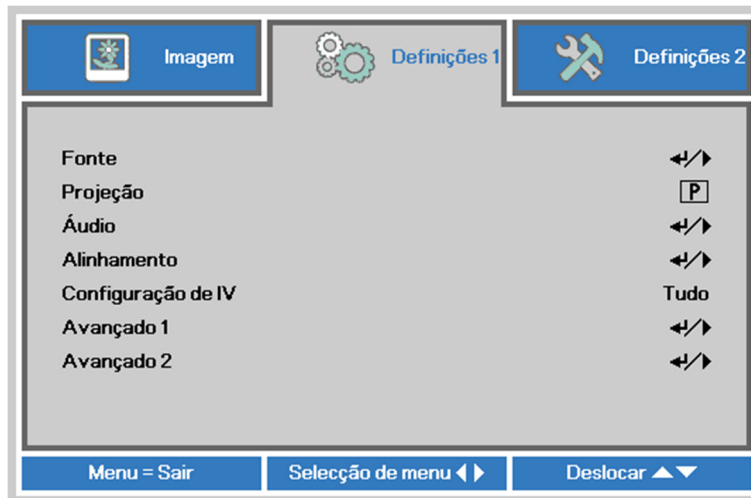 Imagem
Definições 1
Definições 2
Fonte
Projeção P
Áudio
Alinhamento
Configuração de IV Tudo
Avançado 1
Avançado 2
Menu = Sair
Selecção de menu
Deslocar